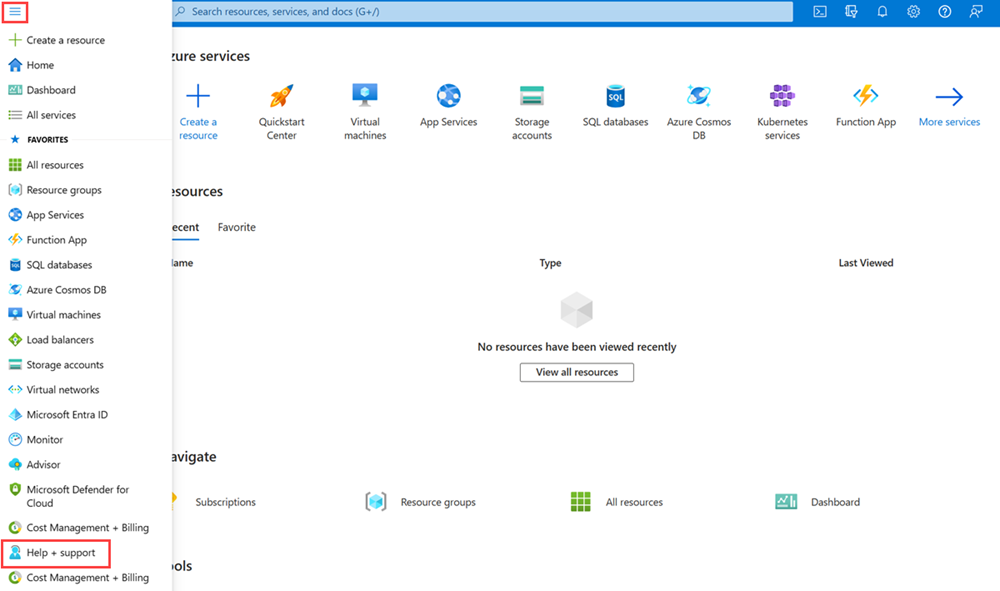 Search resources, services, and docs (G+/)
Create a resource
Home
Dashboard
All services
FAVORITES
All resources
Resource groups
App Services
Function App
SQL databases
Azure Cosmos DB
Virtual machines
Load balancers
Storage accounts
Virtual networks
Microsoft Entra ID
Monitor
Advisor
Microsoft Defender for
Cloud
Cost Management + Billing
Help + support
Cost Management + Billing
zure services
Create a
resource
Quickstart
Center
Virtual
machines
App Services
Storage
accounts
SQL
SQL databases
Azure Cosmos
DB
Kubernetes
services
Function App
More services
esources
ecent
Favorite
ame
Type
Last Viewed
No resources have been viewed recently
View all resources
avigate
Subscriptions
Resource groups
All resources
Dashboard
ols